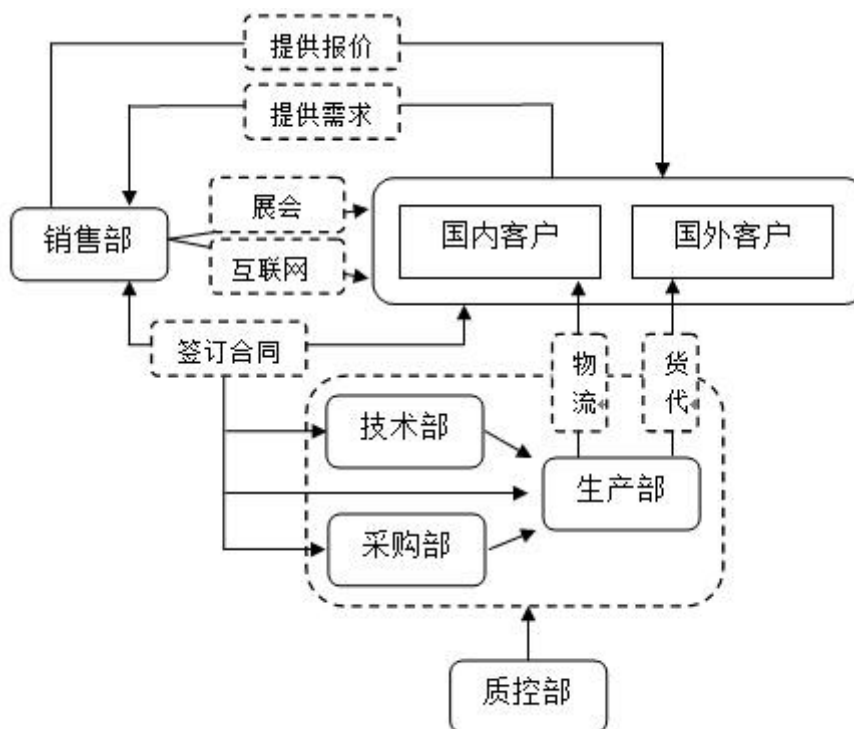 提供报价
提供需求
展会
国内客户
国外客户
销售部
互联网
签订合同
物流
货代
技术部
生产部
采购部
质控部